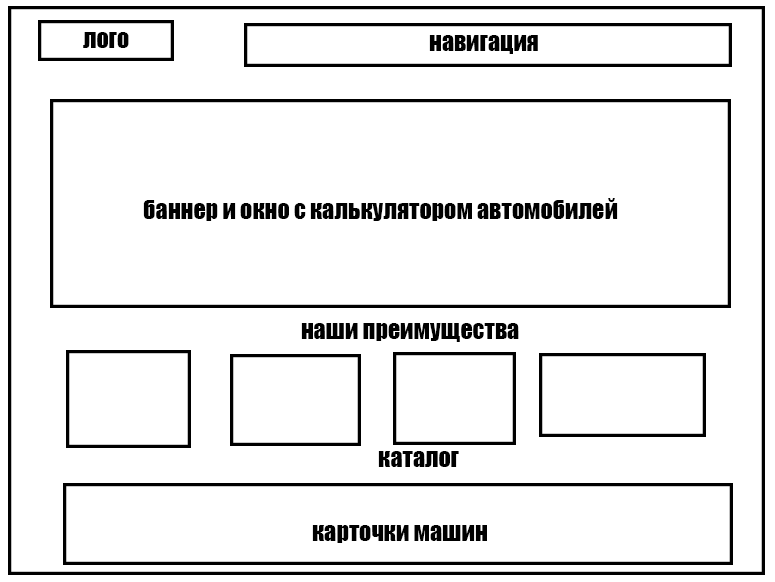 лого
навигация
баннер и окно с калькулятором автомобилей
наши преимущества
каталог
карточки машин